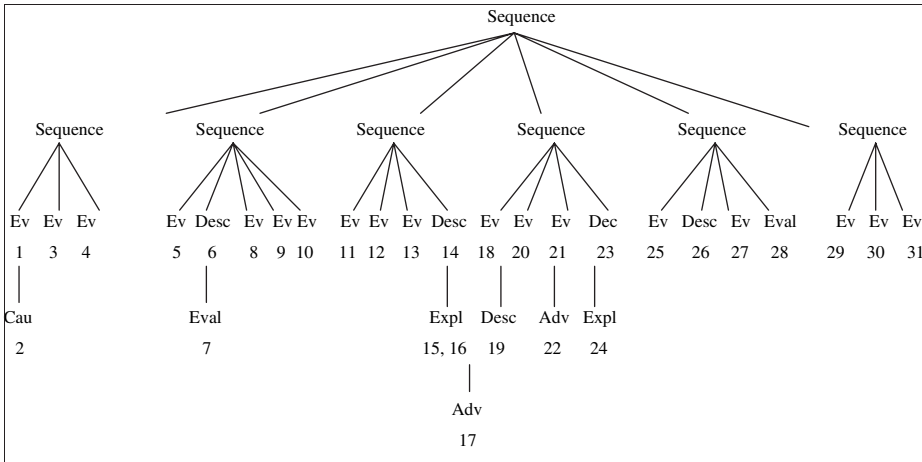 Sequence
Sequence Sequence Sequence Sequence Sequence Sequence
Ev Ev Ev Ev Desc Ev Ev Ev Ev Ev Ev Desc Ev Ev Ev Dec Ev Desc Ev Eval Ev Ev Ev
1 3 4 5 6 8 9 10 11 12 13 14 18 20 21 23 25 26 27 28 29 30 31
Cau Eval Expl Desc Adv Expl
2 7 15, 16 19 22 24
Adv
17